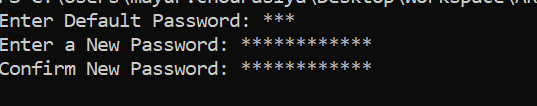 Enter Default Password: ***
Enter a New Password: ************
Confirm New Password: ************